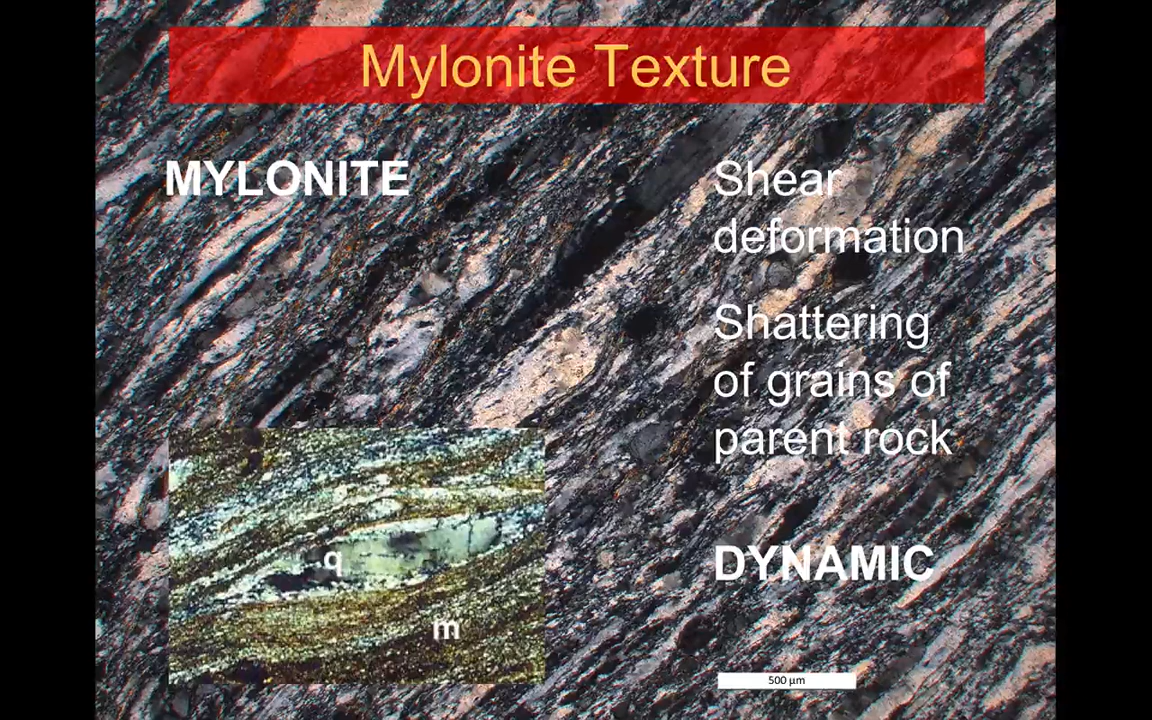 Mylonite Texture
MYLONITE
Shear
deformation
Shattering
of grains of
parent rock
DYNAMIC
q
m
500 µm